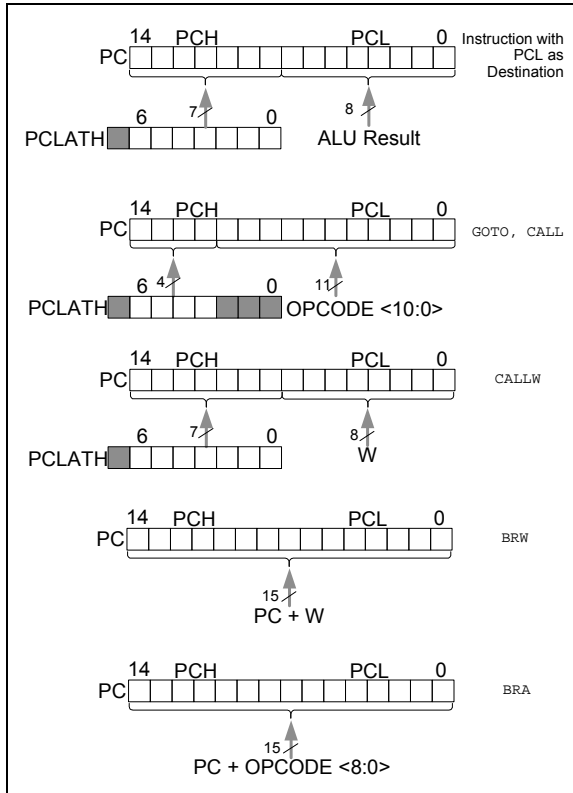 14 PCH PCL 0
PC
Instruction with
PCL as
Destination
7 8
6 0
PCLATH
ALU Result
14 PCH PCL 0
PC
GOTO, CALL
4 11
6 0
PCLATH
OPCODE <10:0>
14 PCH PCL 0
PC
CALLW
7 8
6 0
PCLATH
W
14 PCH PCL 0
PC
BRW
15
PC + W
14 PCH PCL 0
PC
BRA
15
PC + OPCODE <8:0>